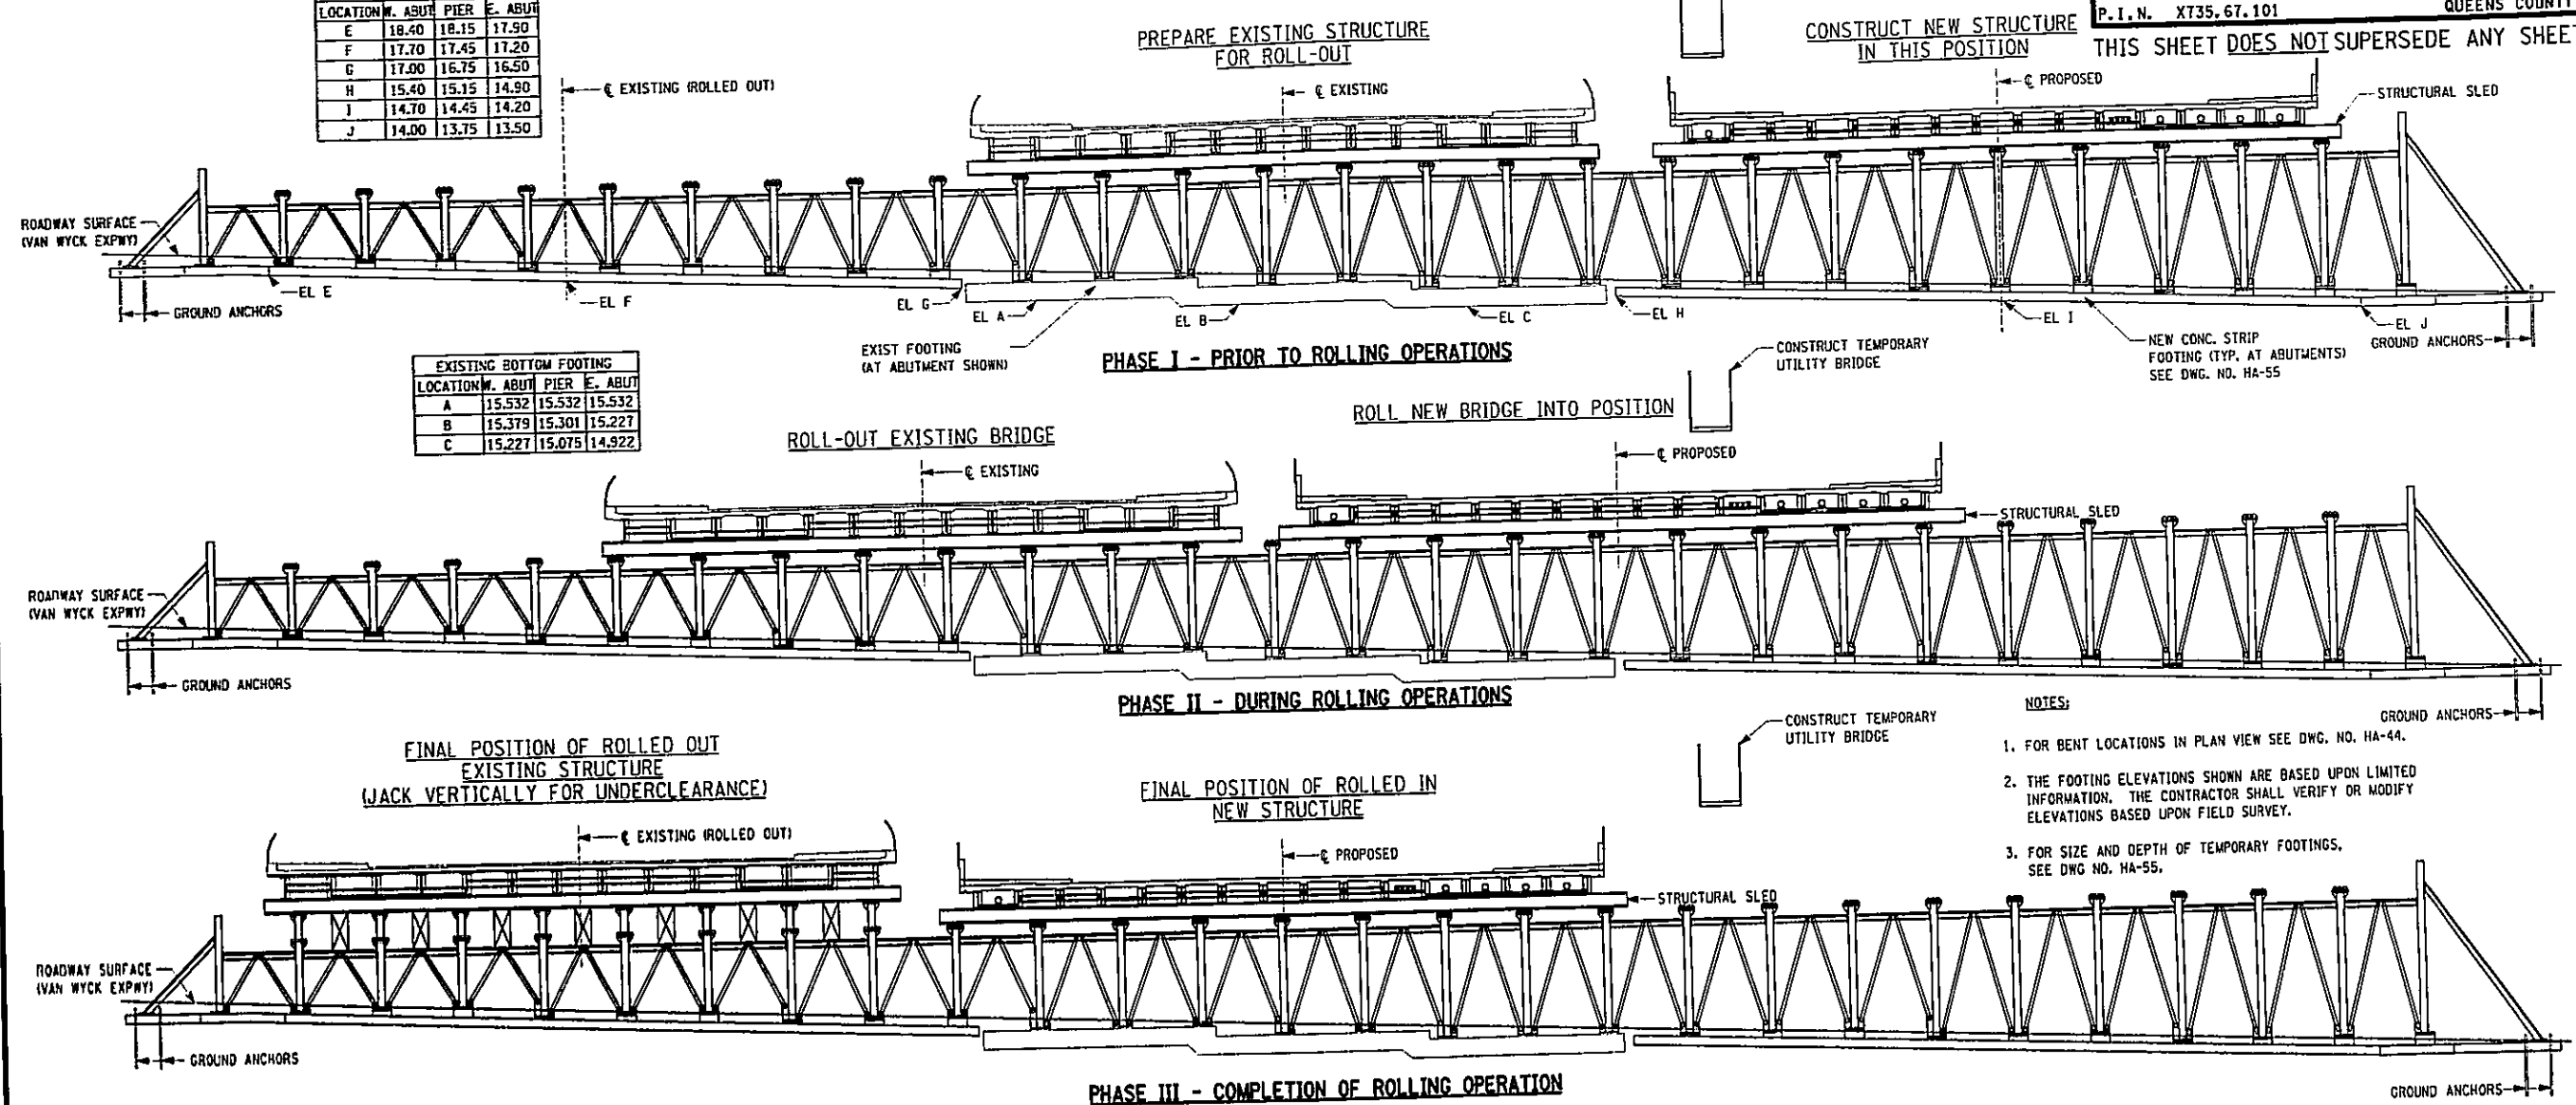 LOCATION W. ABUT PIER E. ABUT
E 18.40 18.15 17.90
F 17.70 17.45 17.20
G 17.00 16.75 16.50
H 15.40 15.15 14.90
I 14.70 14.45 14.20
J 14.00 13.75 13.50
P.I.N. XT35.67.101 QUEENS COUNTY
THIS SHEET DOES NOT SUPERSEDE ANY SHEET
PREPARE EXISTING STRUCTURE
FOR ROLL-OUT
CONSTRUCT NEW STRUCTURE
IN THIS POSITION
℄ EXISTING (ROLLED OUT)
℄ EXISTING
℄ PROPOSED
STRUCTURAL SLED
ROADWAY SURFACE
(VAN WYCK EXPWY)
EL E
EL F
EL G
EL A
EL B
EL C
EL H
EL I
EL J
GROUND ANCHORS
GROUND ANCHORS
EXIST FOOTING
(AT ABUTMENT SHOWN)
NEW CONC. STRIP
FOOTING (TYP. AT ABUTMENTS)
SEE DWG. NO. HA-55
PHASE I - PRIOR TO ROLLING OPERATIONS
CONSTRUCT TEMPORARY
UTILITY BRIDGE
EXISTING BOTTOM FOOTING
LOCATION W. ABUT PIER E. ABUT
A 15.532 15.532 15.532
B 15.379 15.301 15.227
C 15.227 15.075 14.922
ROLL-OUT EXISTING BRIDGE
ROLL NEW BRIDGE INTO POSITION
℄ EXISTING
℄ PROPOSED
STRUCTURAL SLED
ROADWAY SURFACE
(VAN WYCK EXPWY)
GROUND ANCHORS
GROUND ANCHORS
PHASE II - DURING ROLLING OPERATIONS
CONSTRUCT TEMPORARY
UTILITY BRIDGE
NOTES:
1. FOR BENT LOCATIONS IN PLAN VIEW SEE DWG. NO. HA-44.
2. THE FOOTING ELEVATIONS SHOWN ARE BASED UPON LIMITED
INFORMATION. THE CONTRACTOR SHALL VERIFY OR MODIFY
ELEVATIONS BASED UPON FIELD SURVEY.
3. FOR SIZE AND DEPTH OF TEMPORARY FOOTINGS,
SEE DWG NO. HA-55.
FINAL POSITION OF ROLLED OUT
EXISTING STRUCTURE
(JACK VERTICALLY FOR UNDERCLEARANCE)
FINAL POSITION OF ROLLED IN
NEW STRUCTURE
℄ EXISTING (ROLLED OUT)
℄ PROPOSED
STRUCTURAL SLED
ROADWAY SURFACE
(VAN WYCK EXPWY)
GROUND ANCHORS
GROUND ANCHORS
PHASE III - COMPLETION OF ROLLING OPERATION